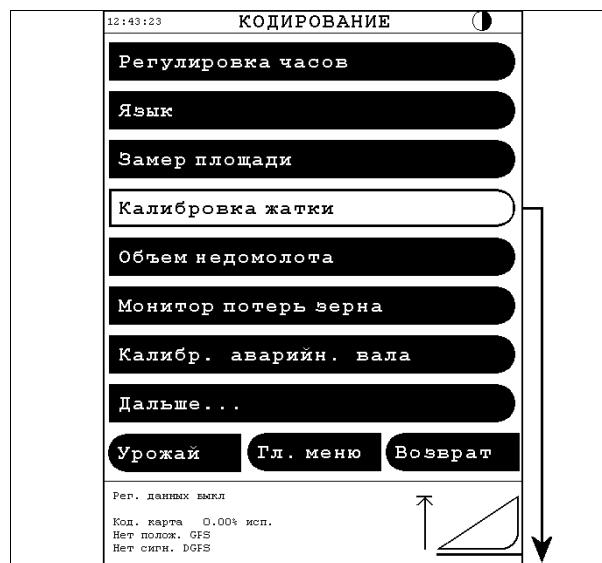 12:43:23 КОДИРОВАНИЕ
Регулировка часов
Язык
Замер площади
Калибровка жатки
Объем недомолота
Монитор потерь зерна
Калибр. аварийн. вала
Дальше...
Урожай Гл. меню Возврат
Рег. данных выкл
Код. карта 0.00% исп.
Нет полож. GPS
Нет сигн. DGPS